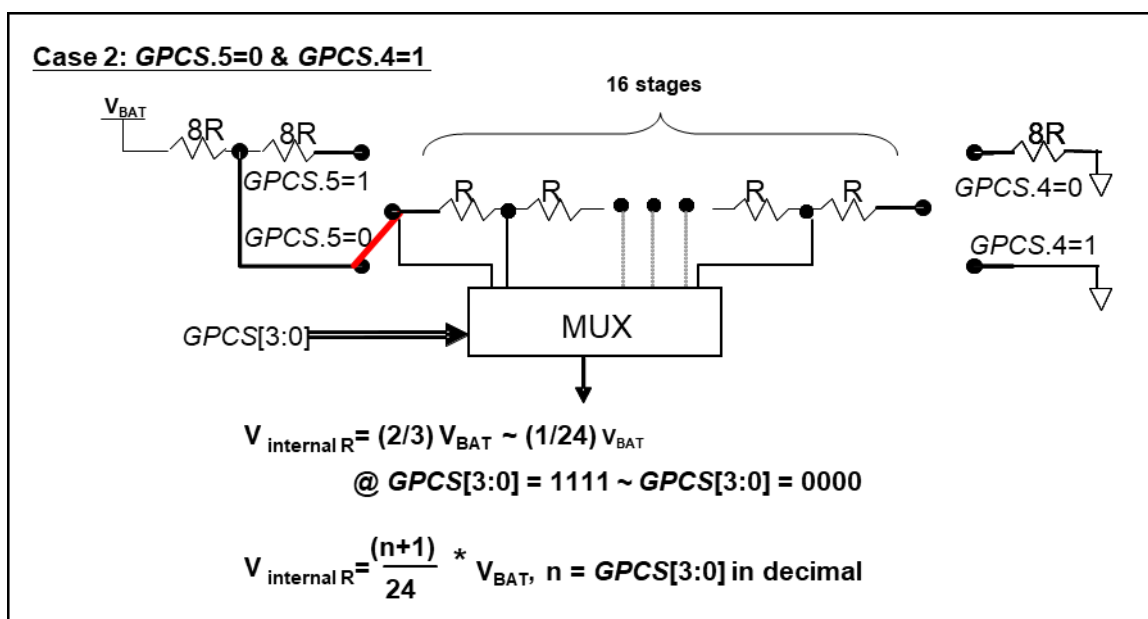 Case 2: GPCS.5=0 & GPCS.4=1
16 stages
VBAT
8R 8R 8R
GPCS.5=1
R R R R
GPCS.4=0
GPCS.5=0
GPCS.4=1
MUX
GPCS[3:0]
V internal R= (2/3) VBAT ~ (1/24) VBAT
@ GPCS[3:0] = 1111 ~ GPCS[3:0] = 0000
V internal R= (n+1)/24 * VBAT, n = GPCS[3:0] in decimal